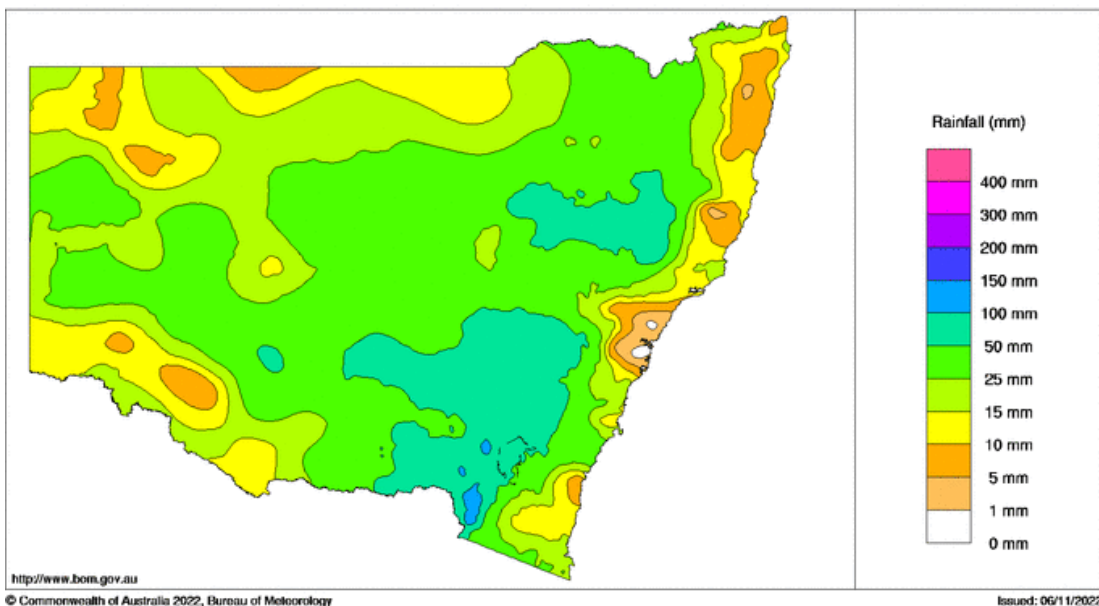 Rainfall (mm)
400 mm
300 mm
200 mm
150 mm
100 mm
50 mm
25 mm
15 mm
10 mm
5 mm
1 mm
0 mm
http://www.bom.gov.au
© Commonwealth of Australia 2022, Bureau of Meteorology
Issued: 06/11/2022